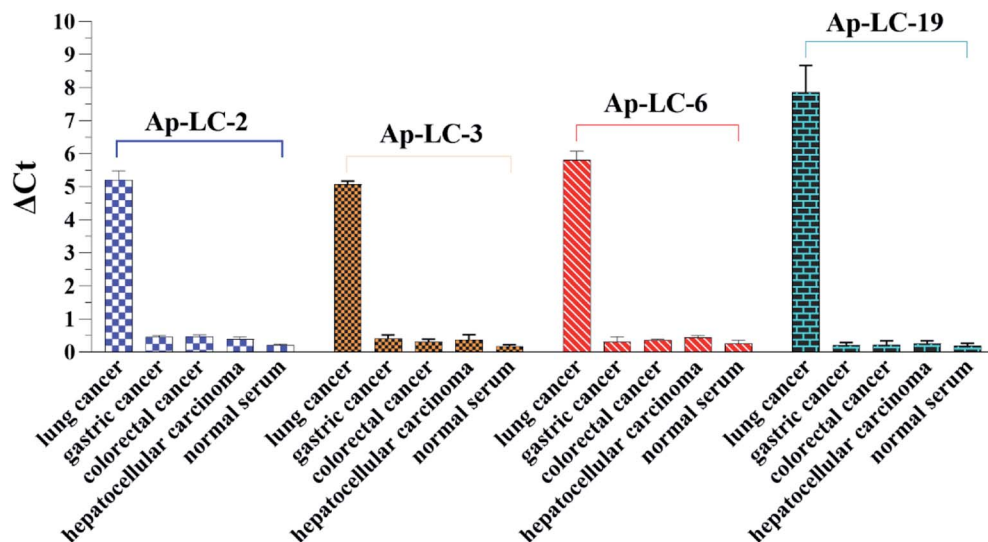 ΔCt
10
9
8
7
6
5
4
3
2
1
0
Ap-LC-2
Ap-LC-3
Ap-LC-6
Ap-LC-19
lung cancer
gastric cancer
colorectal cancer
hepatocellular carcinoma
normal serum
lung cancer
gastric cancer
colorectal cancer
hepatocellular carcinoma
normal serum
lung cancer
gastric cancer
colorectal cancer
hepatocellular carcinoma
normal serum
lung cancer
gastric cancer
colorectal cancer
hepatocellular carcinoma
normal serum